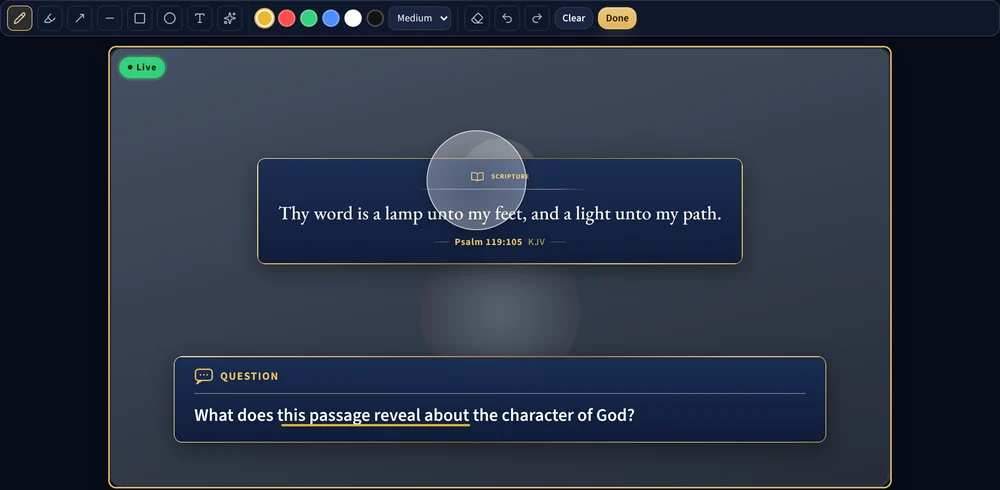 T
Medium
Clear
Done
Live
SCRIPTURE
Thy word is a lamp unto my feet, and a light unto my path.
Psalm 119:105 KJV
QUESTION
What does this passage reveal about the character of God?